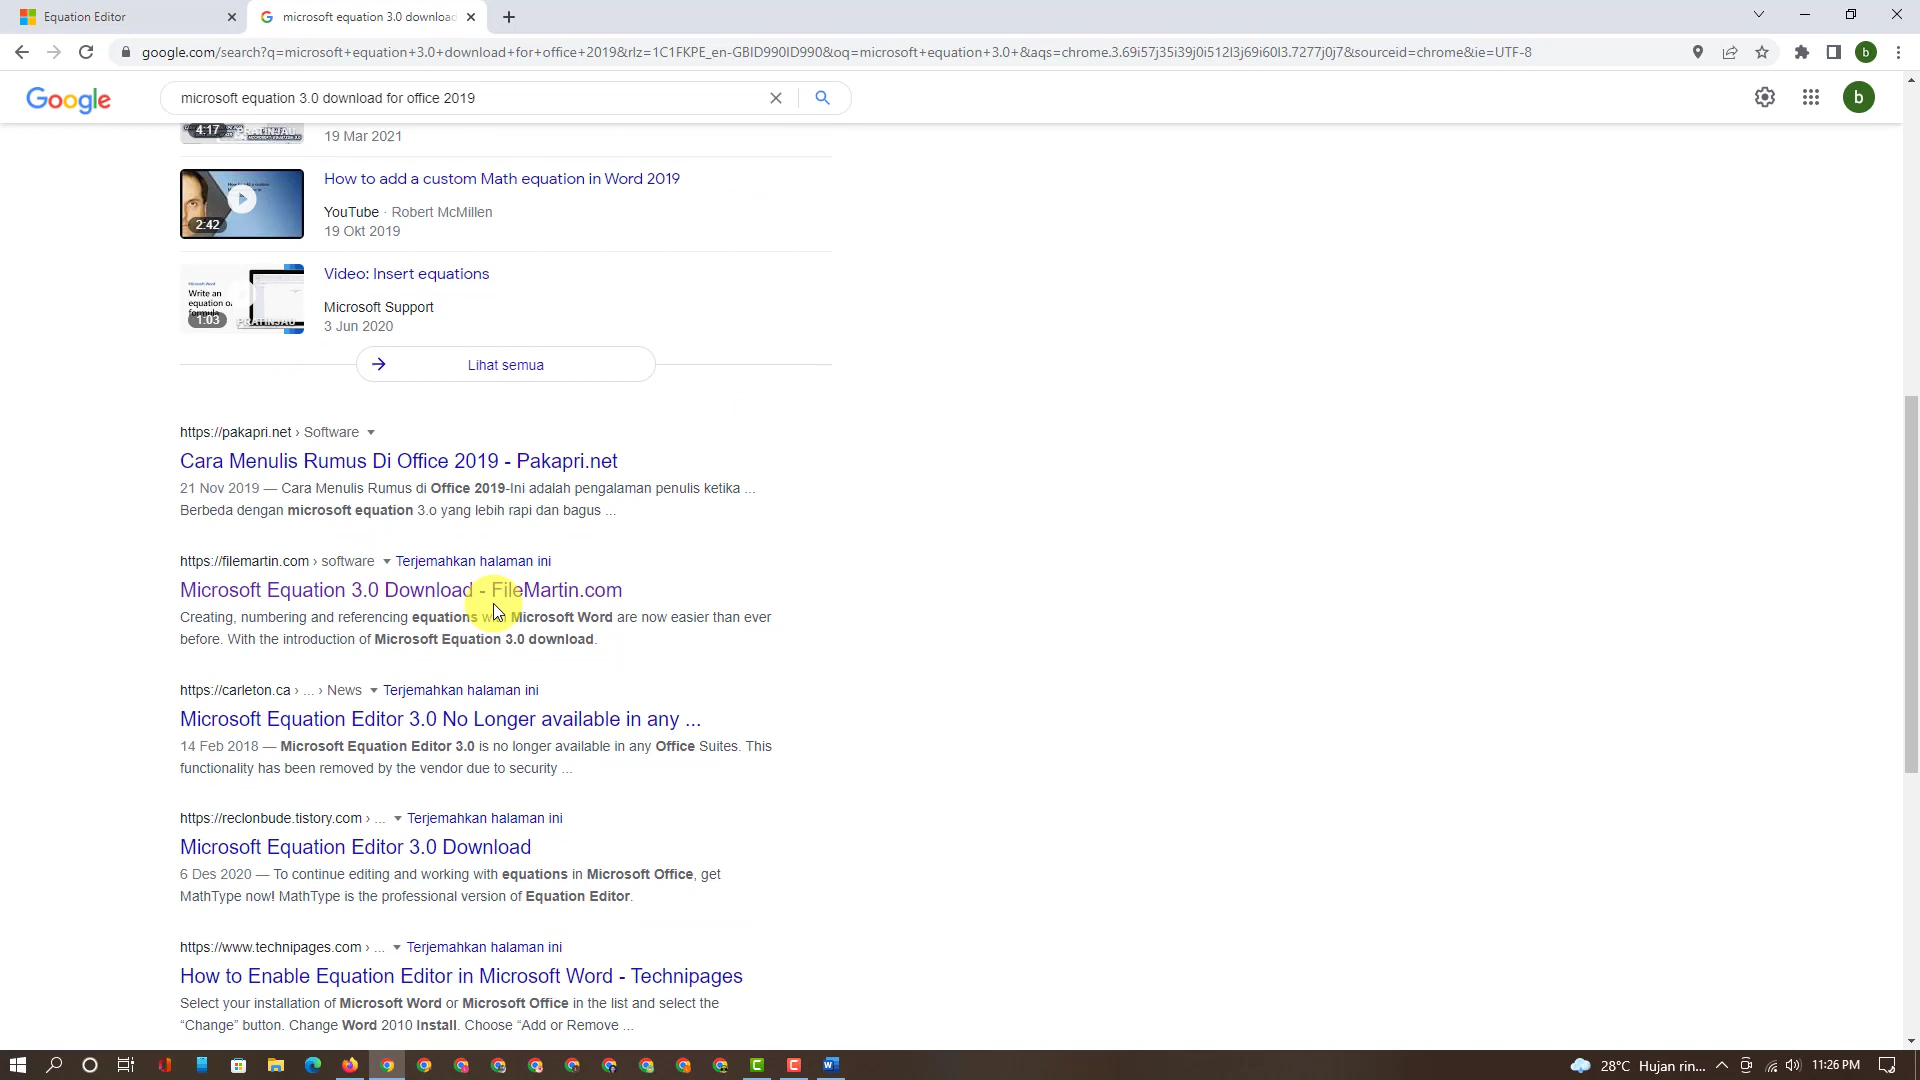 Equation Editor
microsoft equation 3.0 download
google.com/search?q=microsoft+equation+3.0+download+for+office+2019&rlz=1C1FKPE_en-GBID990ID990&oq=microsoft+equation+3.0+&aqs=chrome.3.69i57j35i39j0i512l3j69i60l3.7277j0j7&sourceid=chrome&ie=UTF-8
b
Google
microsoft equation 3.0 download for office 2019
b
4:17
PRATINJAU
19 Mar 2021
How to add a custom Math equation in Word 2019
YouTube · Robert McMillen
2:42
19 Okt 2019
Video: Insert equations
Microsoft Word
Write an
equation o
formula
Microsoft Support
1:03
PRATINJAU
3 Jun 2020
Lihat semua
https://pakapri.net › Software
Cara Menulis Rumus Di Office 2019 - Pakapri.net
21 Nov 2019 — Cara Menulis Rumus di Office 2019-Ini adalah pengalaman penulis ketika ...
Berbeda dengan microsoft equation 3.o yang lebih rapi dan bagus ...
https://filemartin.com › software Terjemahkan halaman ini
Microsoft Equation 3.0 Download - FileMartin.com
Creating, numbering and referencing equations w Microsoft Word are now easier than ever
before. With the introduction of Microsoft Equation 3.0 download.
https://carleton.ca › ... › News Terjemahkan halaman ini
Microsoft Equation Editor 3.0 No Longer available in any ...
14 Feb 2018 — Microsoft Equation Editor 3.0 is no longer available in any Office Suites. This
functionality has been removed by the vendor due to security ...
https://reclonbude.tistory.com › ... Terjemahkan halaman ini
Microsoft Equation Editor 3.0 Download
6 Des 2020 — To continue editing and working with equations in Microsoft Office, get
MathType now! MathType is the professional version of Equation Editor.
https://www.technipages.com › ... Terjemahkan halaman ini
How to Enable Equation Editor in Microsoft Word - Technipages
Select your installation of Microsoft Word or Microsoft Office in the list and select the
“Change” button. Change Word 2010 Install. Choose “Add or Remove ...
28°C Hujan rin... 11:26 PM